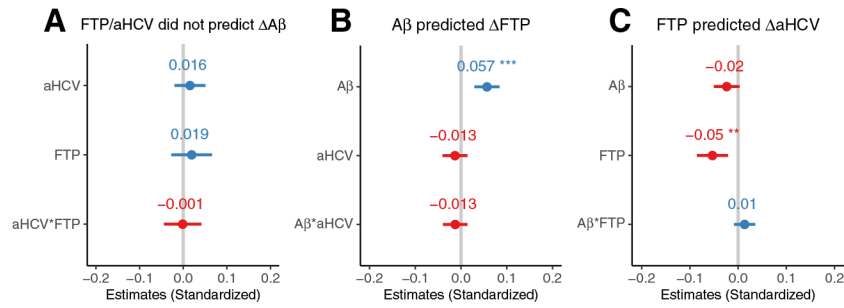 A FTP/aHCV did not predict ΔAβ
0.016
aHCV
0.019
FTP
−0.001
aHCV*FTP
−0.2 −0.1 0.0 0.1 0.2
Estimates (Standardized)
B Aβ predicted ΔFTP
0.057 ***
Aβ
−0.013
aHCV
−0.013
Aβ*aHCV
−0.2 −0.1 0.0 0.1 0.2
Estimates (Standardized)
C FTP predicted ΔaHCV
−0.02
Aβ
−0.05 **
FTP
0.01
Aβ*FTP
−0.2 −0.1 0.0 0.1 0.2
Estimates (Standardized)